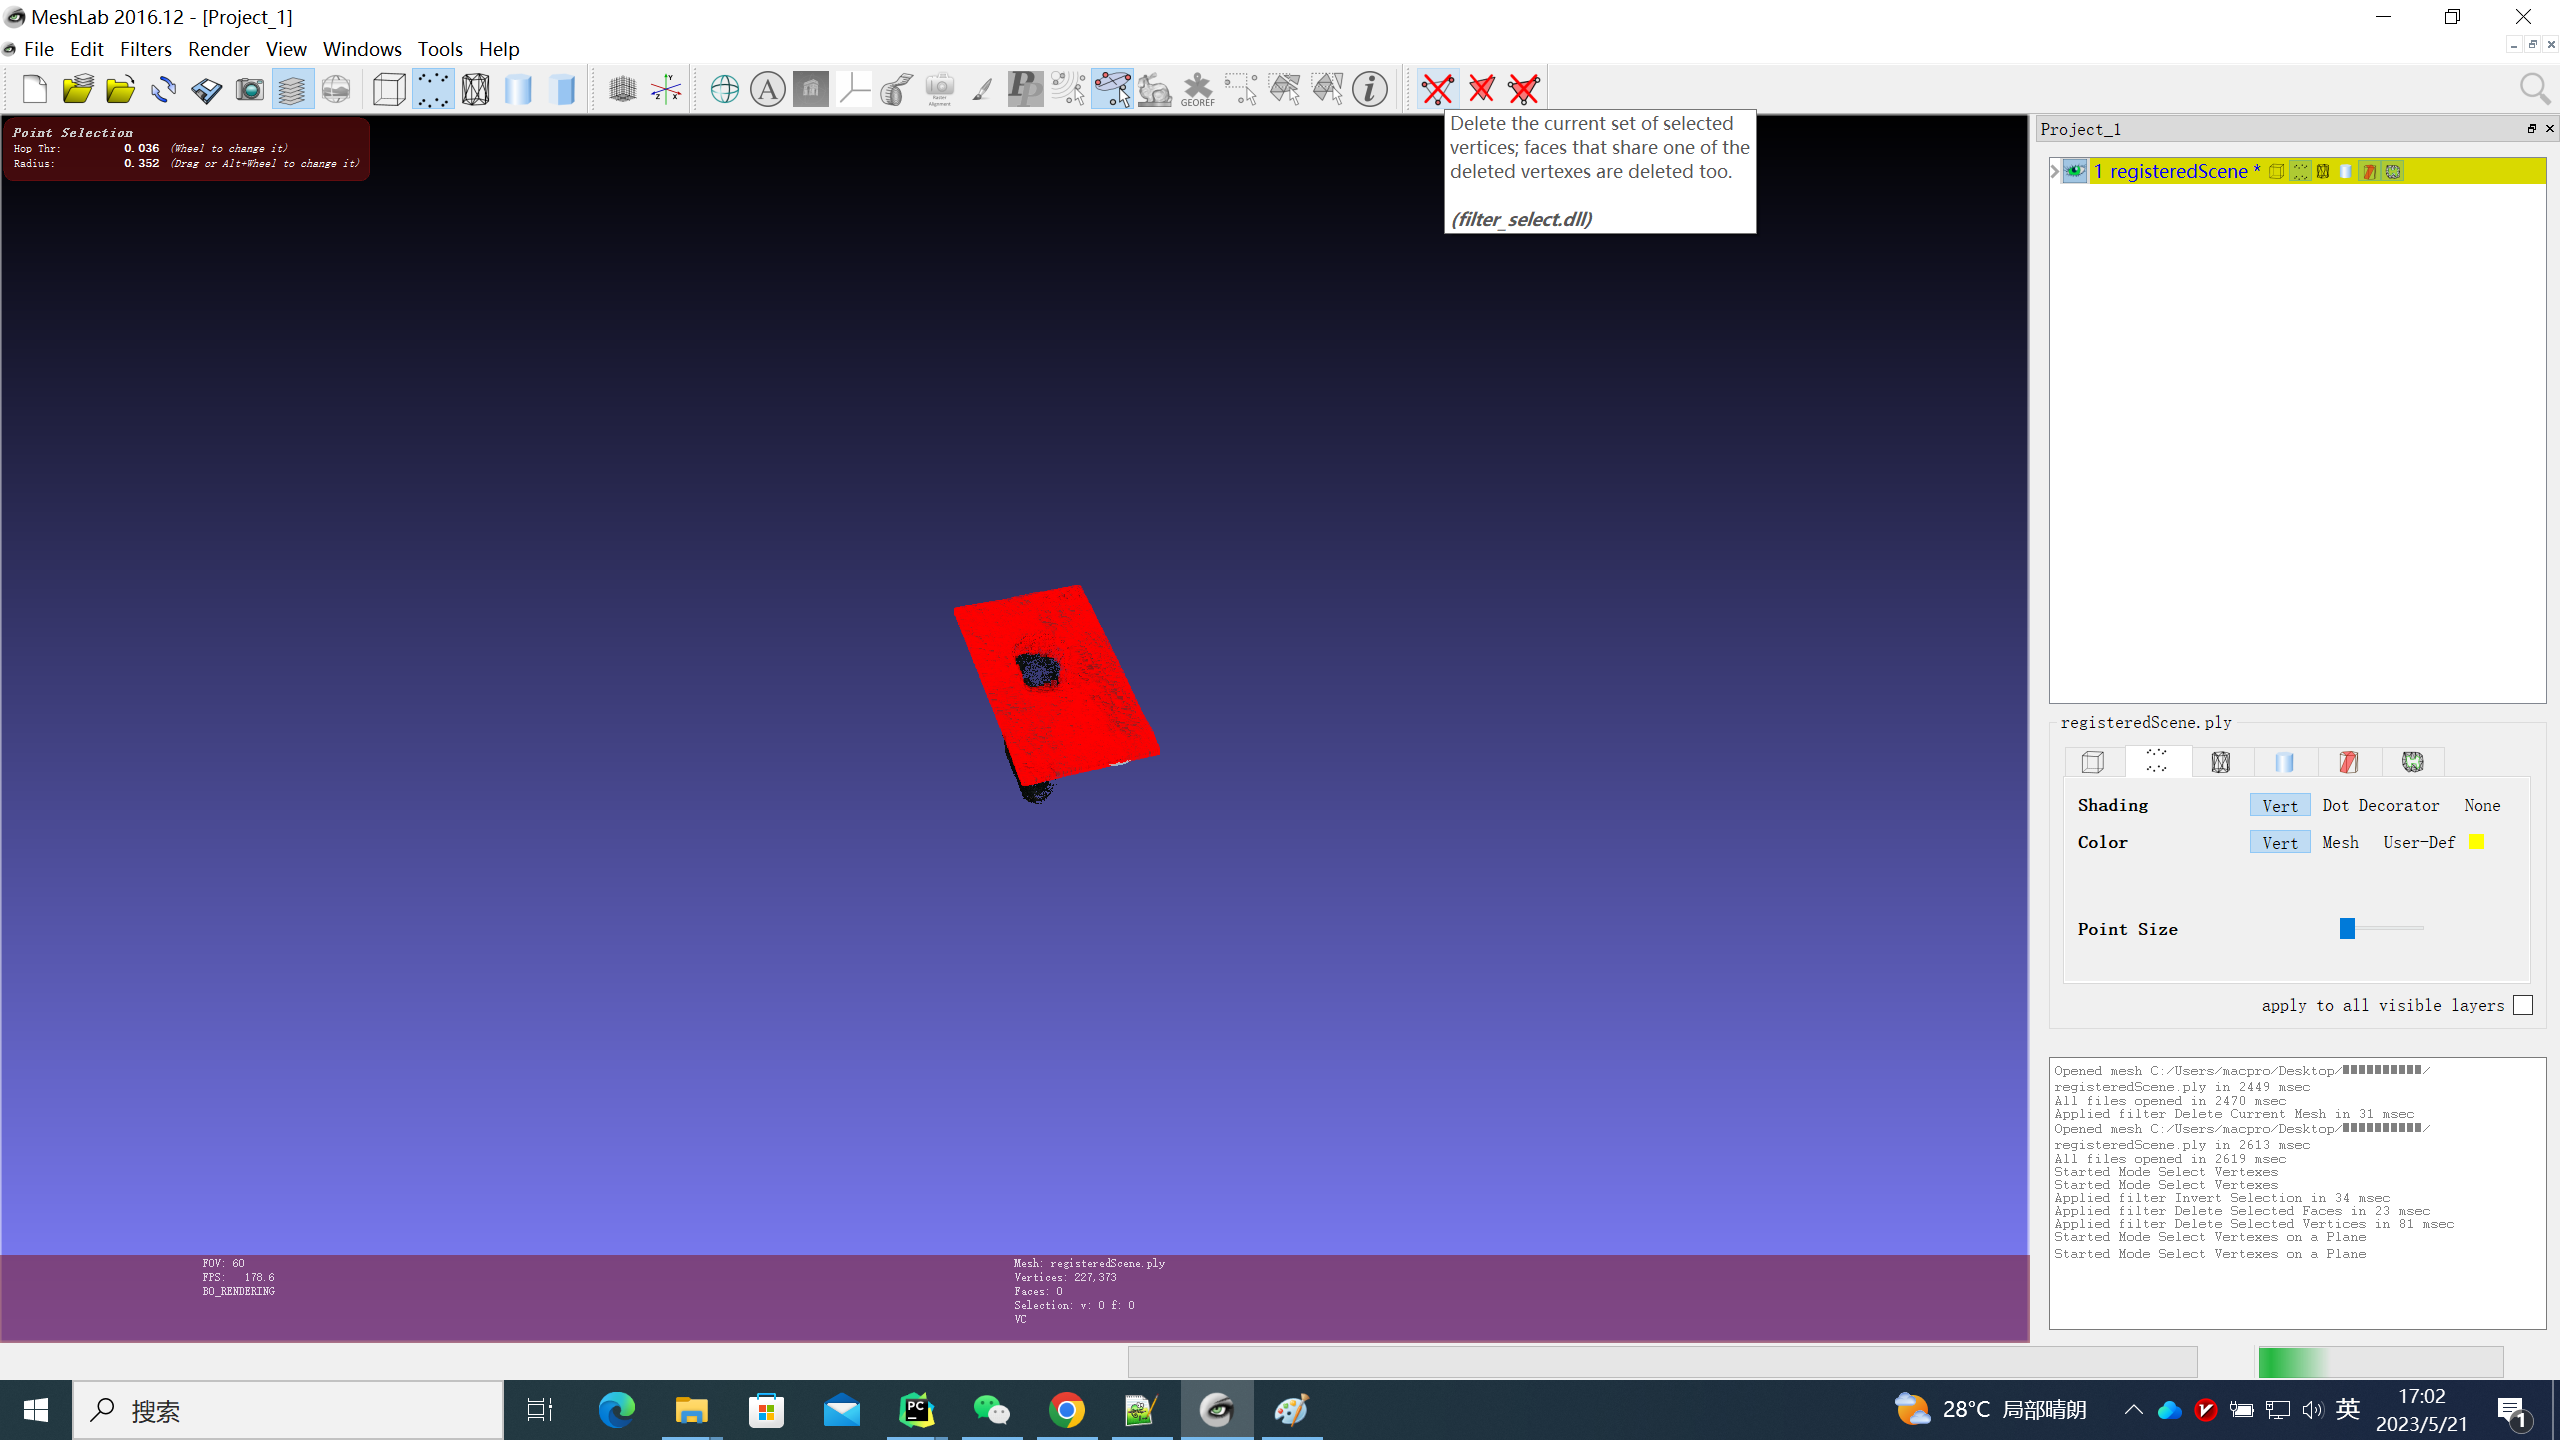 MeshLab 2016.12 - [Project_1]
File Edit Filters Render View Windows Tools Help
A
GEOREF
Raster
Alignment
Point Selection
Hop Thr: 0.036 (Wheel to change it)
Radius: 0.352 (Drag or Alt+Wheel to change it)
Delete the current set of selected
vertices; faces that share one of the
deleted vertexes are deleted too.
(filter_select.dll)
Project_1
1 registeredScene *
registeredScene.ply
Shading Vert Dot Decorator None
Color Vert Mesh User-Def
Point Size
apply to all visible layers
Opened mesh C:/Users/macpro/Desktop/▮▮▮▮▮▮▮▮▮▮/
registeredScene.ply in 2449 msec
All files opened in 2470 msec
Applied filter Delete Current Mesh in 31 msec
Opened mesh C:/Users/macpro/Desktop/▮▮▮▮▮▮▮▮▮▮/
registeredScene.ply in 2613 msec
All files opened in 2619 msec
Started Mode Select Vertexes
Started Mode Select Vertexes
Applied filter Invert Selection in 34 msec
Applied filter Delete Selected Faces in 23 msec
Applied filter Delete Selected Vertices in 81 msec
Started Mode Select Vertexes on a Plane
Started Mode Select Vertexes on a Plane
FOV: 60
FPS: 178.6
BO_RENDERING
Mesh: registeredScene.ply
Vertices: 227,373
Faces: 0
Selection: v: 0 f: 0
VC
搜索
PC
28°C 局部晴朗
英
17:02
2023/5/21
1